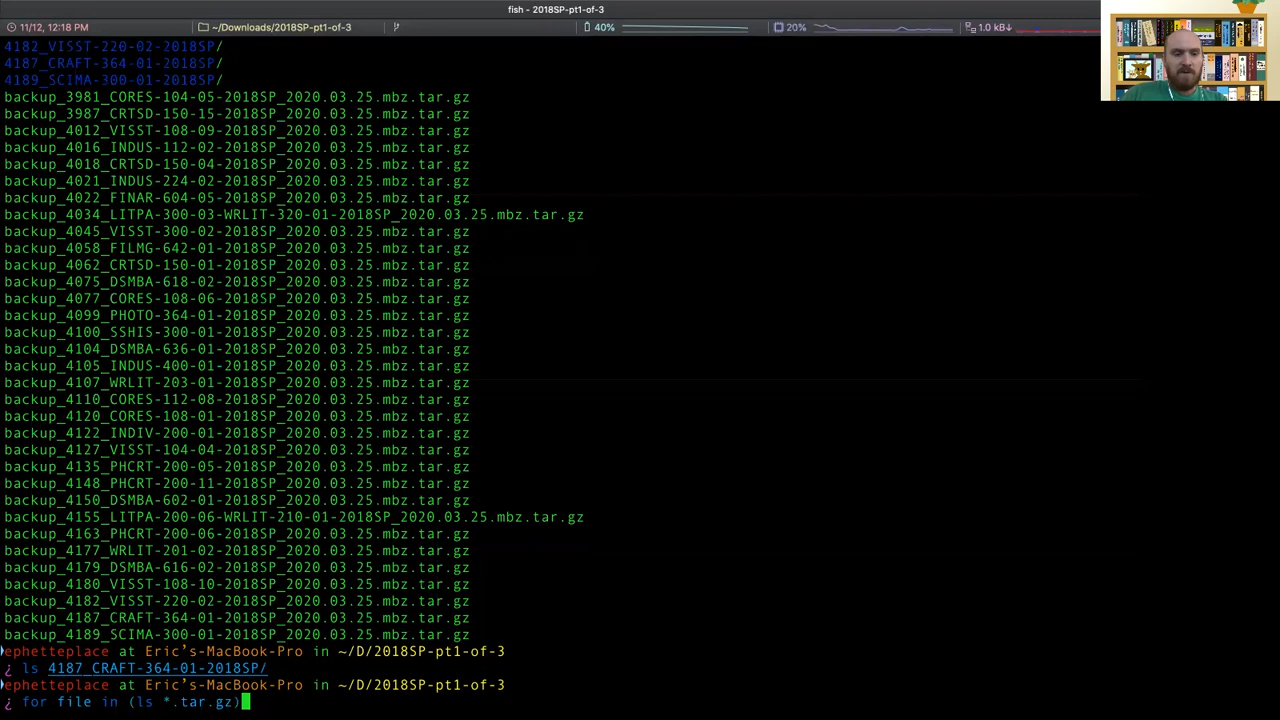 fish - 2018SP-pt1-of-3
11/12, 12:18 PM ~/Downloads/2018SP-pt1-of-3 40% 20% 1.0 kB↓
4182_VISST-220-02-2018SP/
4187_CRAFT-364-01-2018SP/
4189_SCIMA-300-01-2018SP/
backup_3981_CORES-104-05-2018SP_2020.03.25.mbz.tar.gz
backup_3987_CRTSD-150-15-2018SP_2020.03.25.mbz.tar.gz
backup_4012_VISST-108-09-2018SP_2020.03.25.mbz.tar.gz
backup_4016_INDUS-112-02-2018SP_2020.03.25.mbz.tar.gz
backup_4018_CRTSD-150-04-2018SP_2020.03.25.mbz.tar.gz
backup_4021_INDUS-224-02-2018SP_2020.03.25.mbz.tar.gz
backup_4022_FINAR-604-05-2018SP_2020.03.25.mbz.tar.gz
backup_4034_LITPA-300-03-WRLIT-320-01-2018SP_2020.03.25.mbz.tar.gz
backup_4045_VISST-300-02-2018SP_2020.03.25.mbz.tar.gz
backup_4058_FILMG-642-01-2018SP_2020.03.25.mbz.tar.gz
backup_4062_CRTSD-150-01-2018SP_2020.03.25.mbz.tar.gz
backup_4075_DSMBA-618-02-2018SP_2020.03.25.mbz.tar.gz
backup_4077_CORES-108-06-2018SP_2020.03.25.mbz.tar.gz
backup_4099_PHOTO-364-01-2018SP_2020.03.25.mbz.tar.gz
backup_4100_SSHIS-300-01-2018SP_2020.03.25.mbz.tar.gz
backup_4104_DSMBA-636-01-2018SP_2020.03.25.mbz.tar.gz
backup_4105_INDUS-400-01-2018SP_2020.03.25.mbz.tar.gz
backup_4107_WRLIT-203-01-2018SP_2020.03.25.mbz.tar.gz
backup_4110_CORES-112-08-2018SP_2020.03.25.mbz.tar.gz
backup_4120_CORES-108-01-2018SP_2020.03.25.mbz.tar.gz
backup_4122_INDIV-200-01-2018SP_2020.03.25.mbz.tar.gz
backup_4127_VISST-104-04-2018SP_2020.03.25.mbz.tar.gz
backup_4135_PHCRT-200-05-2018SP_2020.03.25.mbz.tar.gz
backup_4148_PHCRT-200-11-2018SP_2020.03.25.mbz.tar.gz
backup_4150_DSMBA-602-01-2018SP_2020.03.25.mbz.tar.gz
backup_4155_LITPA-200-06-WRLIT-210-01-2018SP_2020.03.25.mbz.tar.gz
backup_4163_PHCRT-200-06-2018SP_2020.03.25.mbz.tar.gz
backup_4177_WRLIT-201-02-2018SP_2020.03.25.mbz.tar.gz
backup_4179_DSMBA-616-02-2018SP_2020.03.25.mbz.tar.gz
backup_4180_VISST-108-10-2018SP_2020.03.25.mbz.tar.gz
backup_4182_VISST-220-02-2018SP_2020.03.25.mbz.tar.gz
backup_4187_CRAFT-364-01-2018SP_2020.03.25.mbz.tar.gz
backup_4189_SCIMA-300-01-2018SP_2020.03.25.mbz.tar.gz
ephetteplace at Eric's-MacBook-Pro in ~/D/2018SP-pt1-of-3
¿ ls 4187_CRAFT-364-01-2018SP/
ephetteplace at Eric's-MacBook-Pro in ~/D/2018SP-pt1-of-3
¿ for file in (ls *.tar.gz)